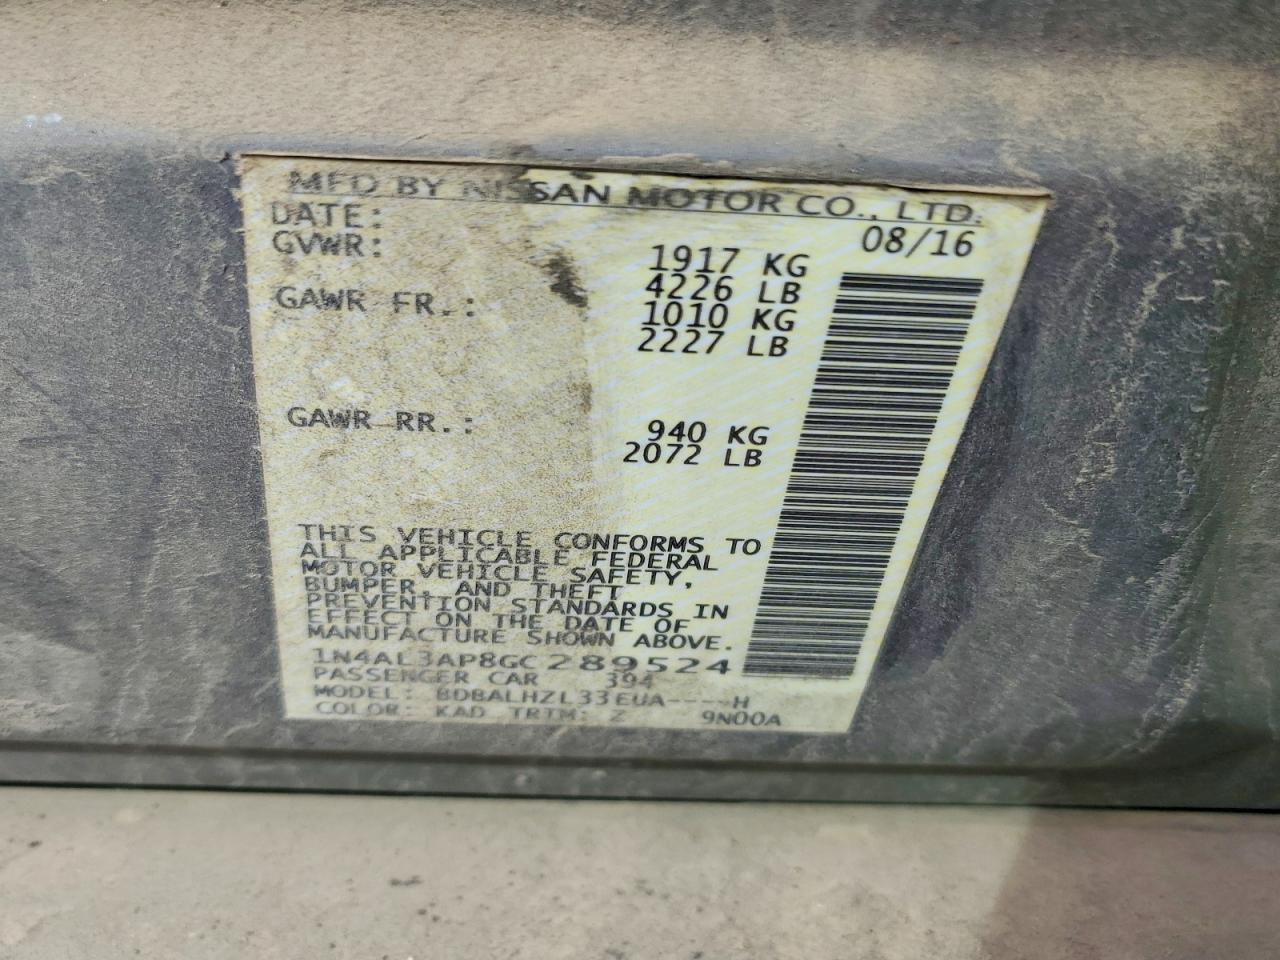 MFD BY NISSAN MOTOR CO., LTD.
DATE: 08/16
GVWR: 1917 KG
4226 LB
GAWR FR.: 1010 KG
2227 LB
GAWR RR.: 940 KG
2072 LB
THIS VEHICLE CONFORMS TO
ALL APPLICABLE FEDERAL
MOTOR VEHICLE SAFETY,
BUMPER, AND THEFT
PREVENTION STANDARDS IN
EFFECT ON THE DATE OF
MANUFACTURE SHOWN ABOVE.
1N4AL3AP8GC289524
PASSENGER CAR 394
MODEL: BDBALHZL33EUA----H
COLOR: KAD TRIM: Z 9N00A